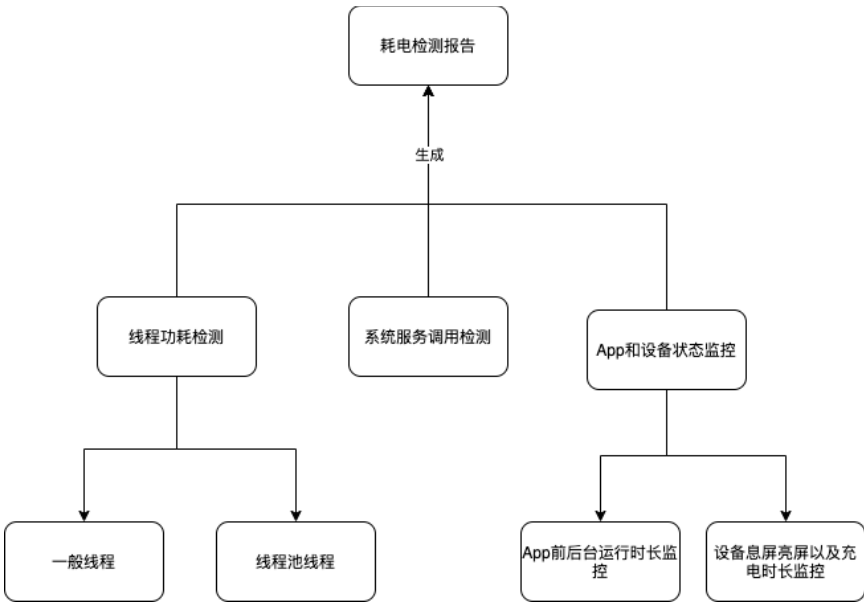 耗电检测报告
生成
线程功耗检测
系统服务调用检测
App和设备状态监控
一般线程
线程池线程
App前后台运行时长监
控
设备息屏亮屏以及充
电时长监控